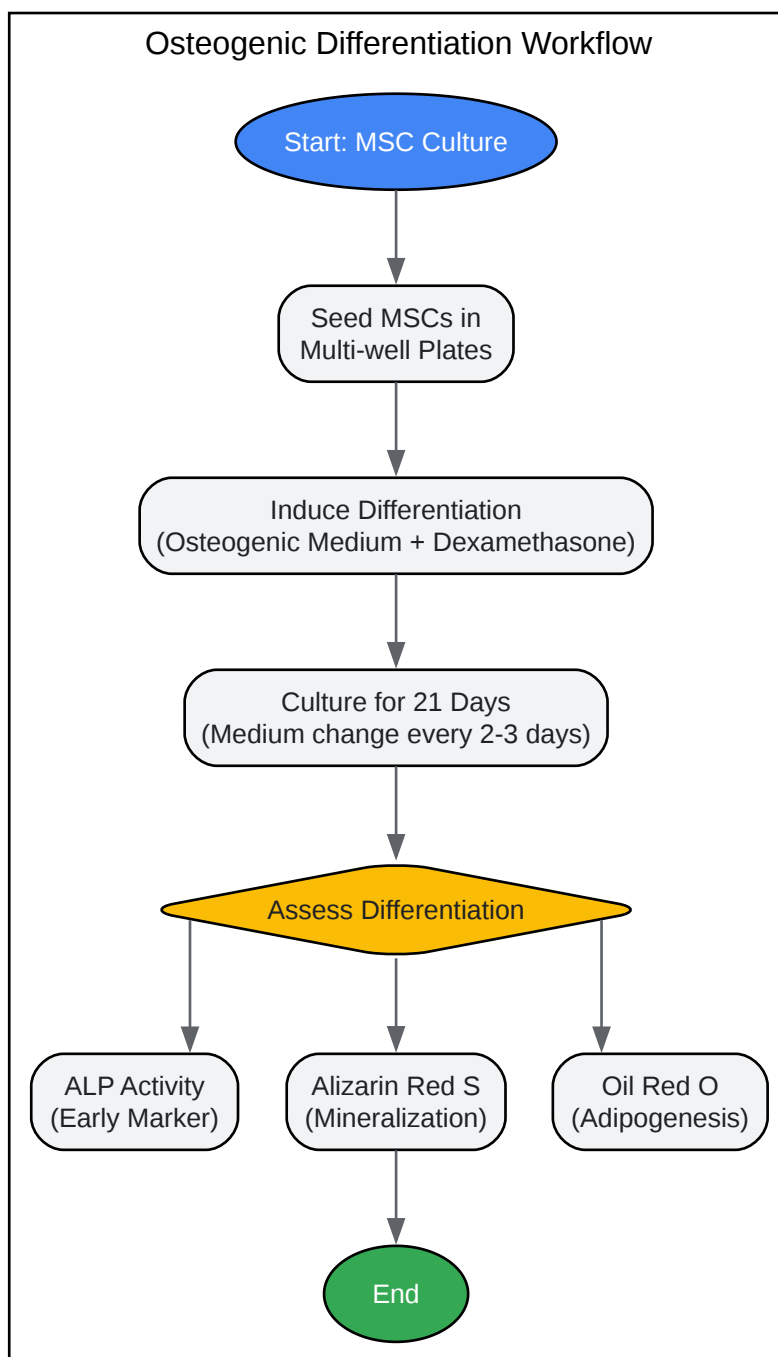 Osteogenic Differentiation Workflow
Start: MSC Culture
Seed MSCs in
Multi-well Plates
Induce Differentiation
(Osteogenic Medium + Dexamethasone)
Culture for 21 Days
(Medium change every 2-3 days)
Assess Differentiation
ALP Activity
(Early Marker)
Alizarin Red S
(Mineralization)
Oil Red O
(Adipogenesis)
End